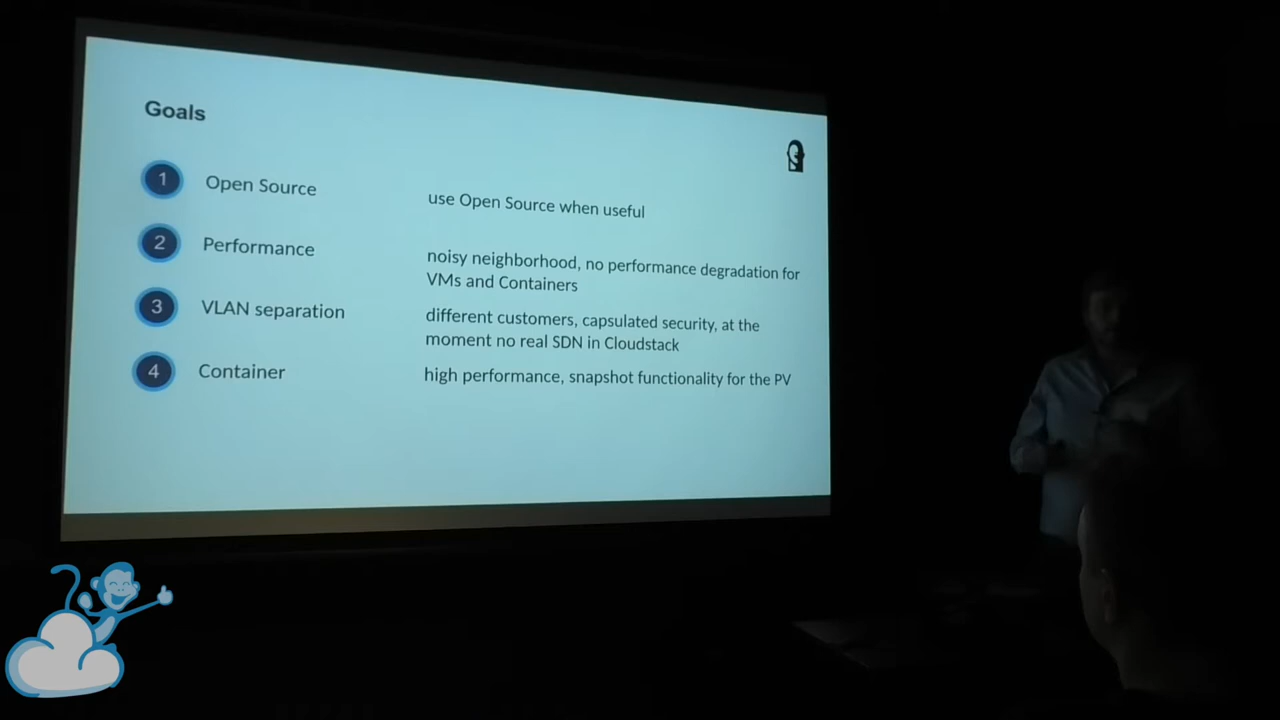 Goals
1 Open Source
use Open Source when useful
2 Performance
noisy neighborhood, no performance degradation for
VMs and Containers
3 VLAN separation
different customers, capsulated security, at the
moment no real SDN in Cloudstack
4 Container
high performance, snapshot functionality for the PV